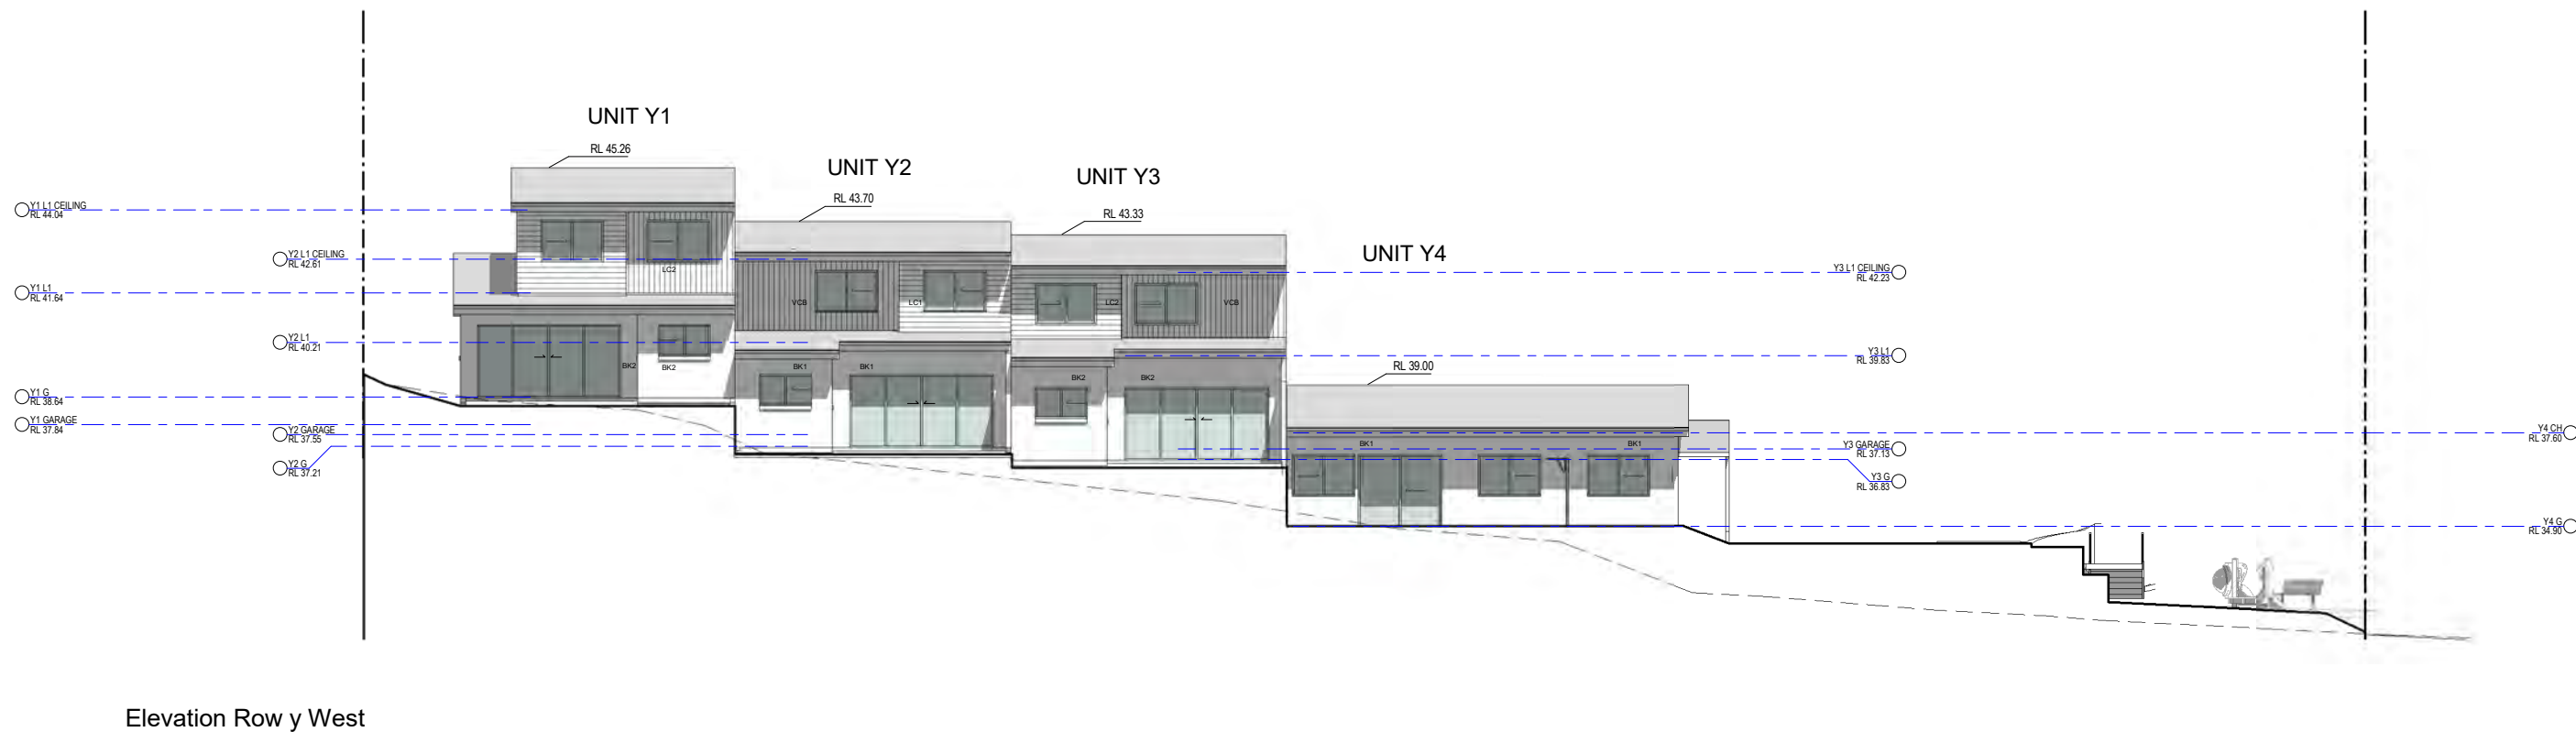 UNIT Y1
RL 45.26
UNIT Y2
RL 43.70
UNIT Y3
RL 43.33
UNIT Y4
RL 39.00
Y1 L1 CEILING
RL 44.04
Y2 L1 CEILING
RL 42.61
Y1 L1
RL 41.64
Y2 L1
RL 40.21
Y1 G
RL 38.64
Y1 GARAGE
RL 37.84
Y2 GARAGE
RL 37.55
Y2 G
RL 37.21
LC2
BK2
BK2
VCB
LC1
BK1
BK1
LC2
VCB
BK2
BK2
BK1
BK1
Y3 L1 CEILING
RL 42.23
Y3 L1
RL 39.83
Y3 GARAGE
RL 37.13
Y3 G
RL 36.83
Y4 CH
RL 37.60
Y4 G
RL 34.90
Elevation Row y West